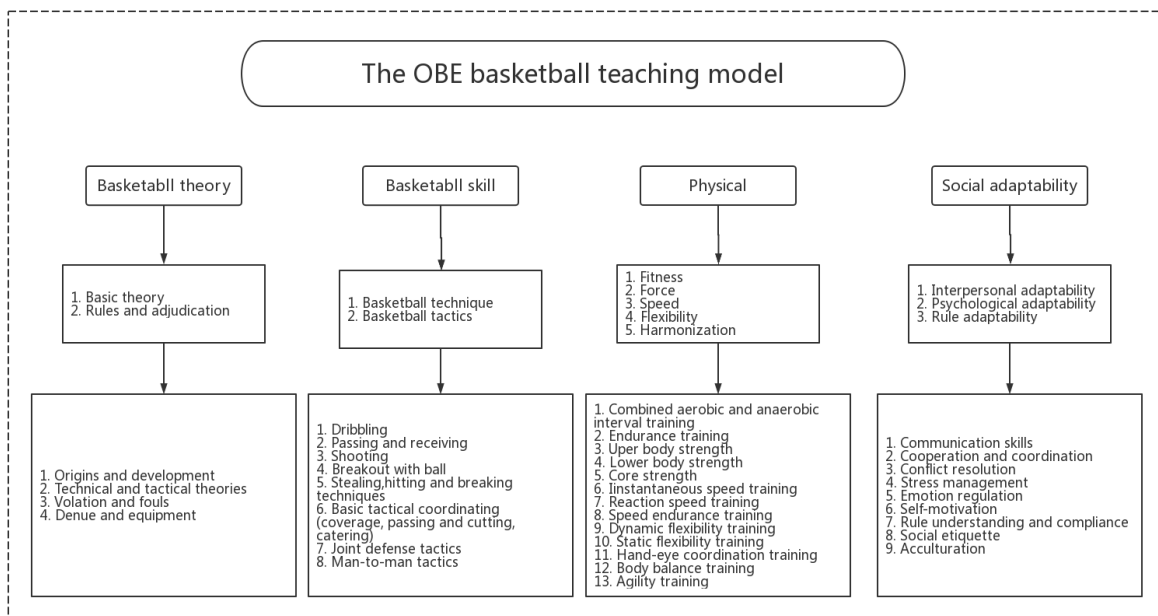 The OBE basketball teaching model
Basketabll theory
Basketabll skill
Physical
Social adaptability
1. Basic theory
2. Rules and adjudication
1. Basketball technique
2. Basketball tactics
1. Fitness
2. Force
3. Speed
4. Flexibility
5. Harmonization
1. Interpersonal adaptability
2. Psychological adaptability
3. Rule adaptability
1. Origins and development
2. Technical and tactical theories
3. Volation and fouls
4. Denue and equipment
1. Dribbling
2. Passing and receiving
3. Shooting
4. Breakout with ball
5. Stealing,hitting and breaking
techniques
6. Basic tactical coordinating
(coverage, passing and cutting,
catering)
7. Joint defense tactics
8. Man-to-man tactics
1. Combined aerobic and anaerobic
interval training
2. Endurance training
3. Uper body strength
4. Lower body strength
5. Core strength
6. Iinstantaneous speed training
7. Reaction speed training
8. Speed endurance training
9. Dynamic flexibility training
10. Static flexibility training
11. Hand-eye coordination training
12. Body balance training
13. Agility training
1. Communication skills
2. Cooperation and coordination
3. Conflict resolution
4. Stress management
5. Emotion regulation
6. Self-motivation
7. Rule understanding and compliance
8. Social etiquette
9. Acculturation